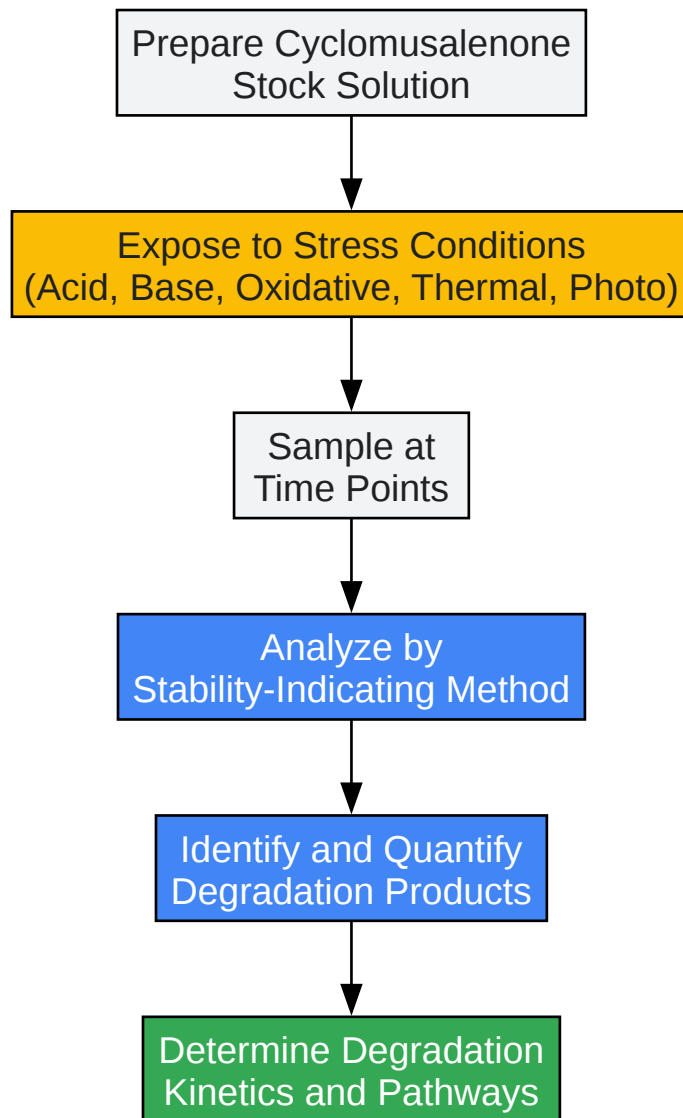 Prepare Cyclomusalenone
Stock Solution
Expose to Stress Conditions
(Acid, Base, Oxidative, Thermal, Photo)
Sample at
Time Points
Analyze by
Stability-Indicating Method
Identify and Quantify
Degradation Products
Determine Degradation
Kinetics and Pathways